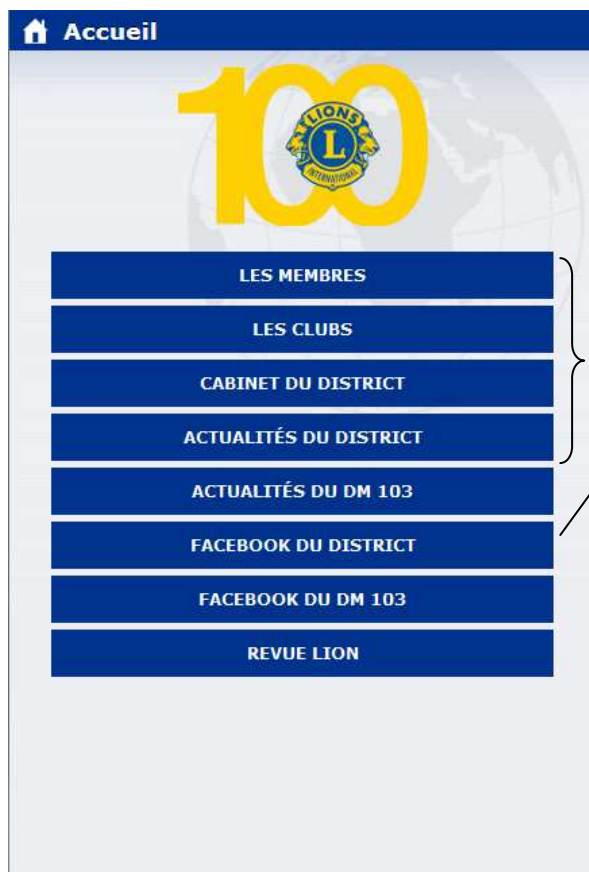 Accueil
100
LIONS
L
INTERNATIONAL
LES MEMBRES
LES CLUBS
CABINET DU DISTRICT
ACTUALITÉS DU DISTRICT
ACTUALITÉS DU DM 103
FACEBOOK DU DISTRICT
FACEBOOK DU DM 103
REVUE LION